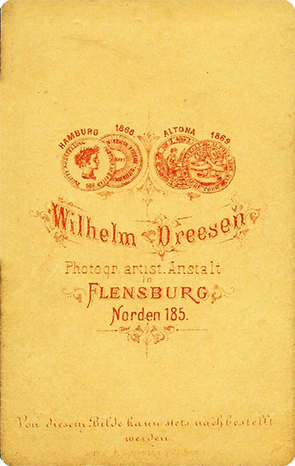 HAMBURG 1868 ALTONA 1869
Wilhelm Dreesen
Photogr. artist. Anstalt
in
FLENSBURG
Norden 185.
Von diesem Bilde kann stets nachbestellt
werden.